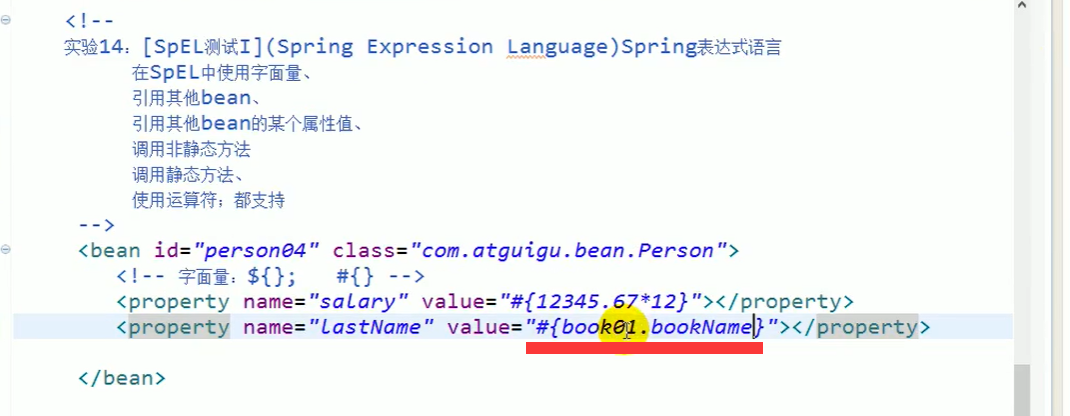 <!--
实验14：[SpEL测试I](Spring Expression Language)Spring表达式语言
在SpEL中使用字面量、
引用其他bean、
引用其他bean的某个属性值、
调用非静态方法
调用静态方法、
使用运算符；都支持
-->
<bean id="person04" class="com.atguigu.bean.Person">
<!-- 字面量：${}; #{} -->
<property name="salary" value="#{12345.67*12}"></property>
<property name="lastName" value="#{book01.bookName}"></property>
</bean>